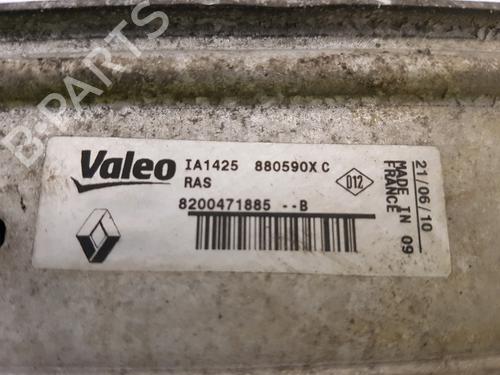 B-PARTS
Valeo IA1425 880590X C
RAS
8200471885 --B
D12
MADE IN 09
FRANCE
21/06/10